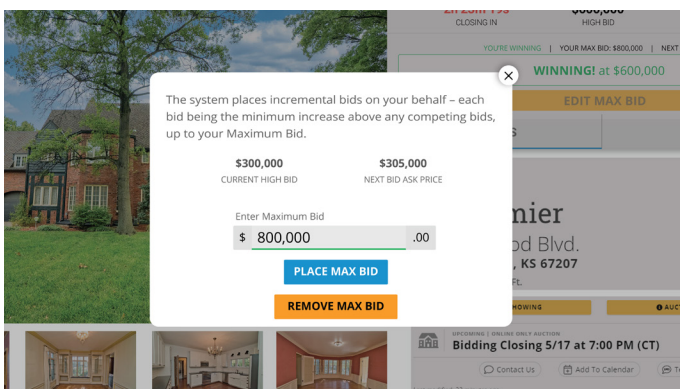 CLOSING IN
HIGH BID
YOU'RE WINNING | YOUR MAX BID: $800,000 | NEXT
WINNING! at $600,000
EDIT MAX BID
The system places incremental bids on your behalf – each
bid being the minimum increase above any competing bids,
up to your Maximum Bid.
$300,000
CURRENT HIGH BID
$305,000
NEXT BID ASK PRICE
Enter Maximum Bid
$ 800,000 .00
PLACE MAX BID
REMOVE MAX BID
Blvd.
, KS 67207
Ft.
UPCOMING | ONLINE ONLY AUCTION
Bidding Closing 5/17 at 7:00 PM (CT)
Contact Us
Add To Calendar